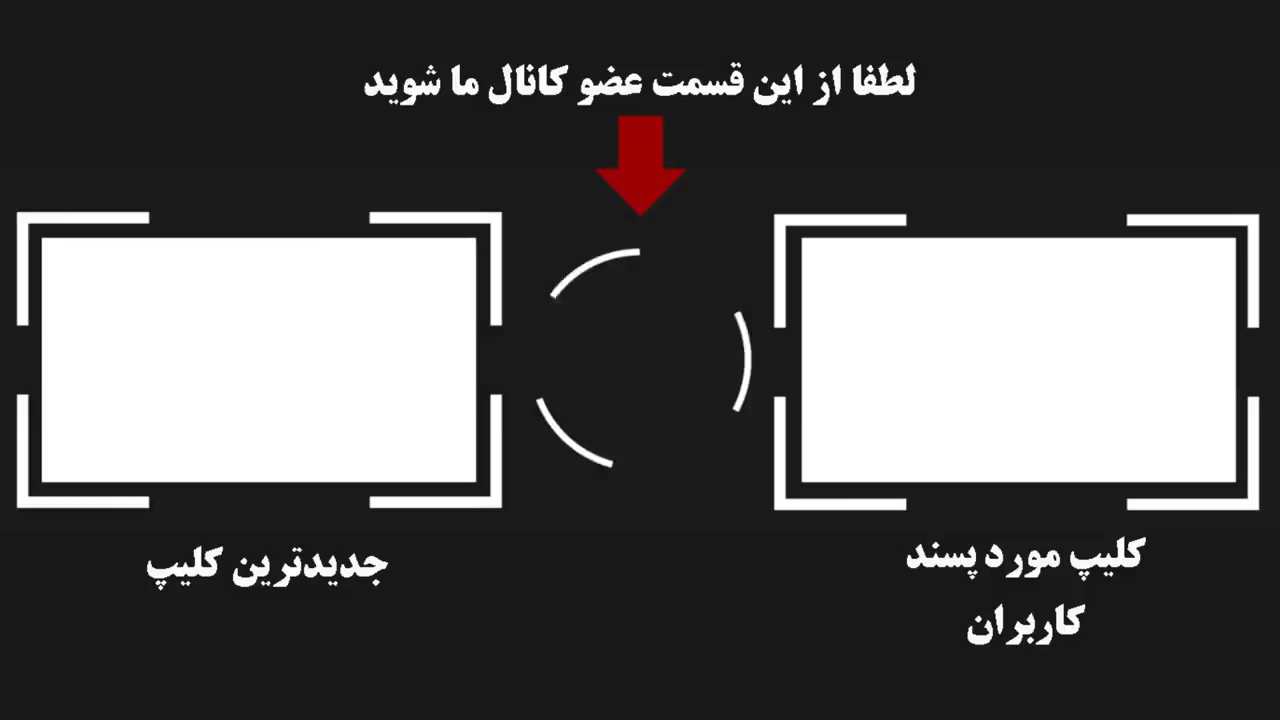 لطفا از این قسمت عضو کانال ما شوید
کلیپ مورد پسند
کاربران
جدیدترین کلیپ